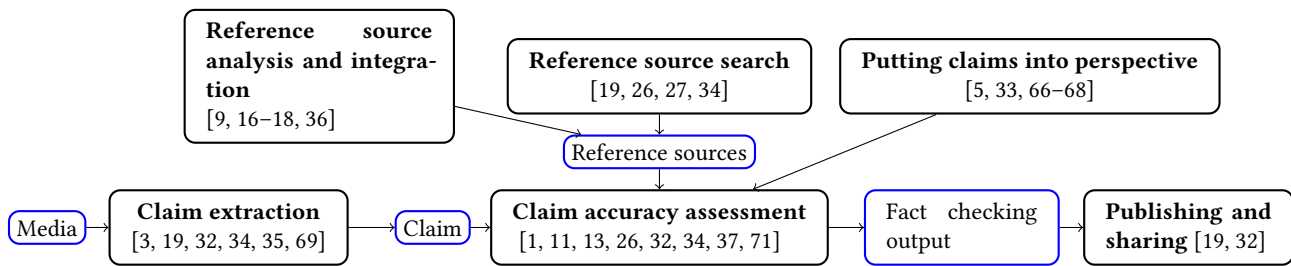 Reference source
analysis and integra-
tion
[9, 16–18, 36]
Reference source search
[19, 26, 27, 34]
Putting claims into perspective
[5, 33, 66–68]
Reference sources
Media
Claim extraction
[3, 19, 32, 34, 35, 69]
Claim
Claim accuracy assessment
[1, 11, 13, 26, 32, 34, 37, 71]
Fact checking
output
Publishing and
sharing [19, 32]